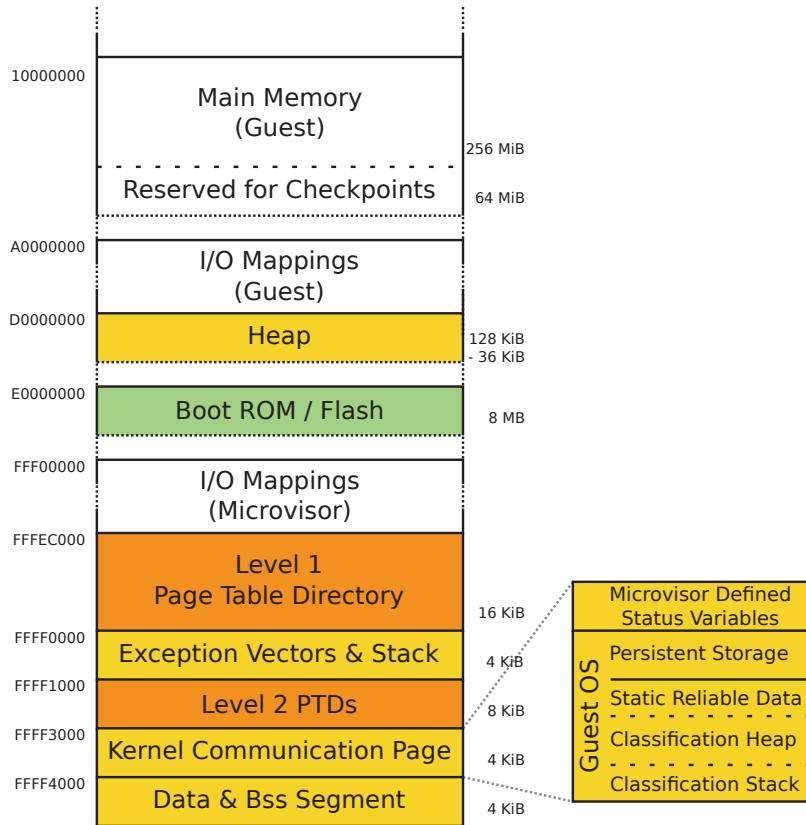 10000000
Main Memory
(Guest)
256 MiB
Reserved for Checkpoints
64 MiB
A0000000
I/O Mappings
(Guest)
D0000000
Heap
128 KiB
- 36 KiB
E0000000
Boot ROM / Flash
8 MB
FFF00000
I/O Mappings
(Microvisor)
FFFEC000
Level 1
Page Table Directory
16 KiB
FFFF0000
Exception Vectors & Stack
4 KiB
FFFF1000
Level 2 PTDs
8 KiB
FFFF3000
Kernel Communication Page
4 KiB
FFFF4000
Data & Bss Segment
4 KiB
Microvisor Defined
Status Variables
Guest OS
Persistent Storage
Static Reliable Data
Classification Heap
Classification Stack